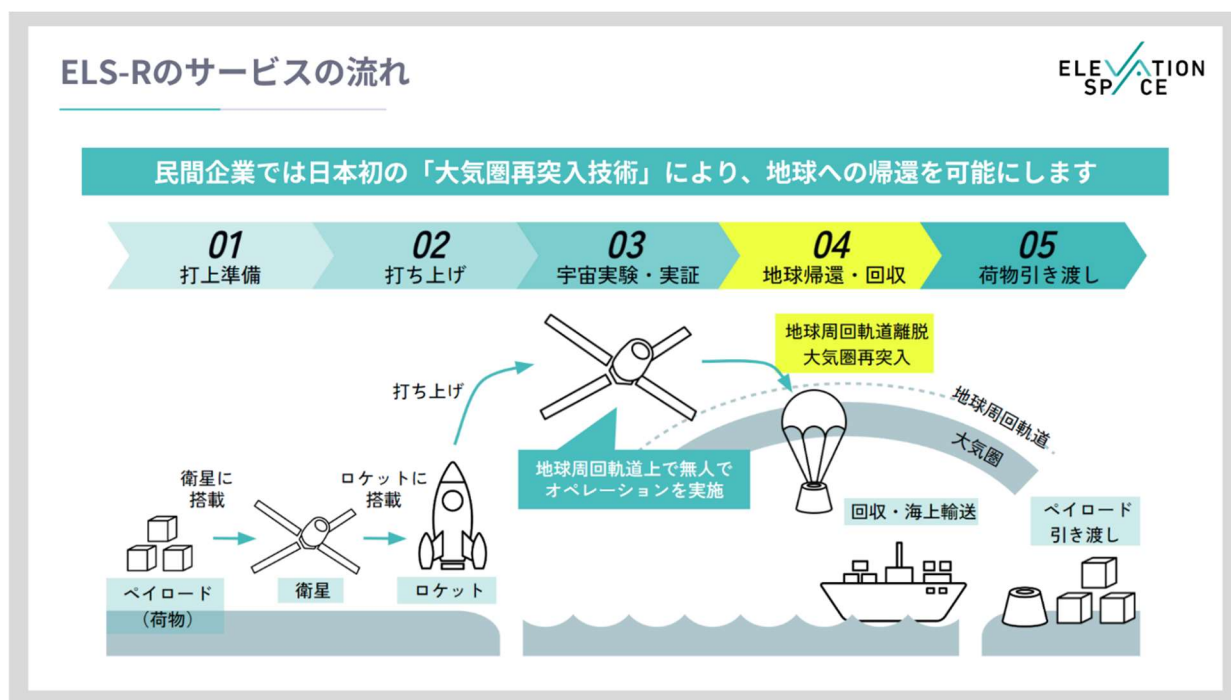 ELS-Rのサービスの流れ
ELEVATION
SPACE
民間企業では日本初の「大気圏再突入技術」により、地球への帰還を可能にします
01
打上準備
02
打ち上げ
03
宇宙実験・実証
04
地球帰還・回収
05
荷物引き渡し
地球周回軌道離脱
大気圏再突入
打ち上げ
地球周回軌道
大気圏
地球周回軌道上で無人で
オペレーションを実施
衛星に
搭載
ロケットに
搭載
回収・海上輸送
ペイロード
引き渡し
ペイロード
（荷物）
衛星
ロケット